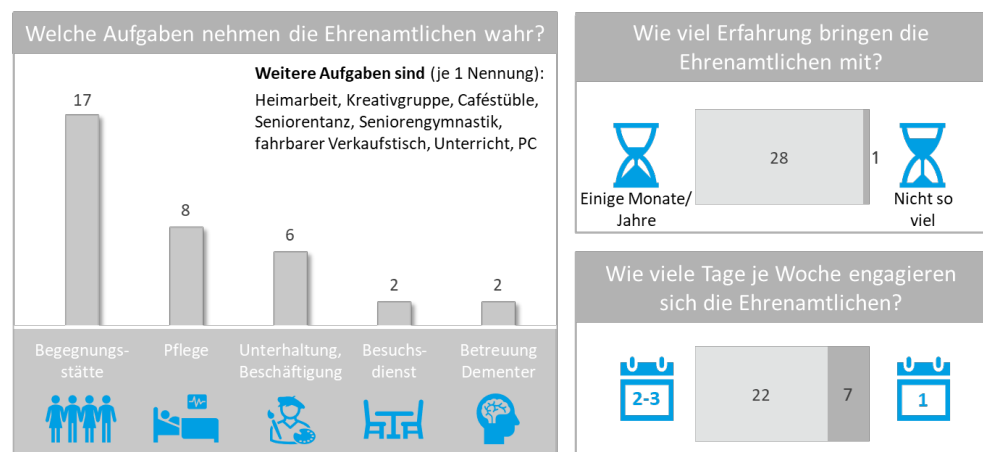 Welche Aufgaben nehmen die Ehrenamtlichen wahr?
Weitere Aufgaben sind (je 1 Nennung):
Heimarbeit, Kreativgruppe, Caféstüble,
Seniorentanz, Seniorengymnastik,
fahrbarer Verkaufstisch, Unterricht, PC
17
8
6
2
2
Begegnungs-
stätte
Pflege
Unterhaltung,
Beschäftigung
Besuchs-
dienst
Betreuung
Dementer
Wie viel Erfahrung bringen die
Ehrenamtlichen mit?
28
1
Einige Monate/
Jahre
Nicht so
viel
Wie viele Tage je Woche engagieren
sich die Ehrenamtlichen?
2-3
22
7
1